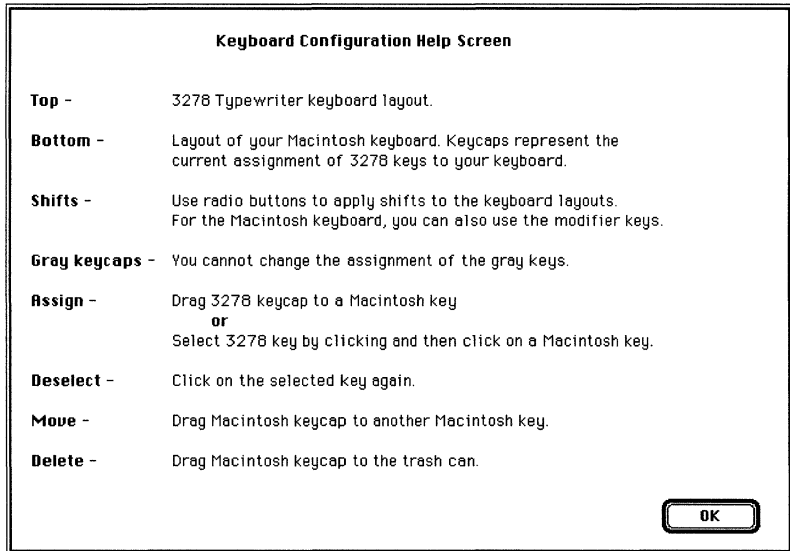 Keyboard Configuration Help Screen
Top - 3278 Typewriter keyboard layout.
Bottom - Layout of your Macintosh keyboard. Keycaps represent the
current assignment of 3278 keys to your keyboard.
Shifts - Use radio buttons to apply shifts to the keyboard layouts.
For the Macintosh keyboard, you can also use the modifier keys.
Gray keycaps - You cannot change the assignment of the gray keys.
Assign - Drag 3278 keycap to a Macintosh key
or
Select 3278 key by clicking and then click on a Macintosh key.
Deselect - Click on the selected key again.
Move - Drag Macintosh keycap to another Macintosh key.
Delete - Drag Macintosh keycap to the trash can.
OK